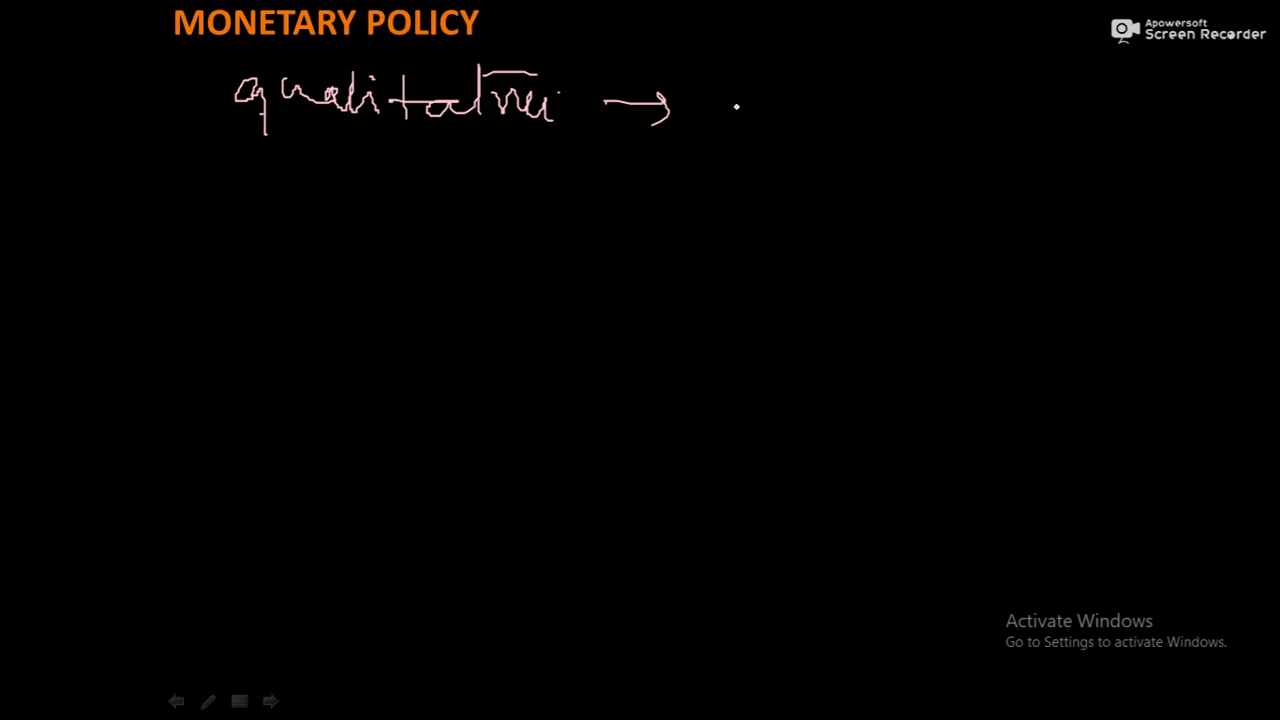 MONETARY POLICY
Apowersoft
Screen Recorder
qualitative →
Activate Windows
Go to Settings to activate Windows.